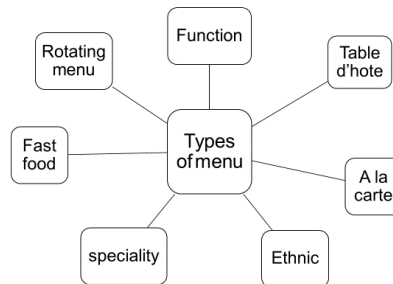 Function
Rotating
menu
Table
d'hote
Types
of menu
Fast
food
A la
carte
speciality
Ethnic